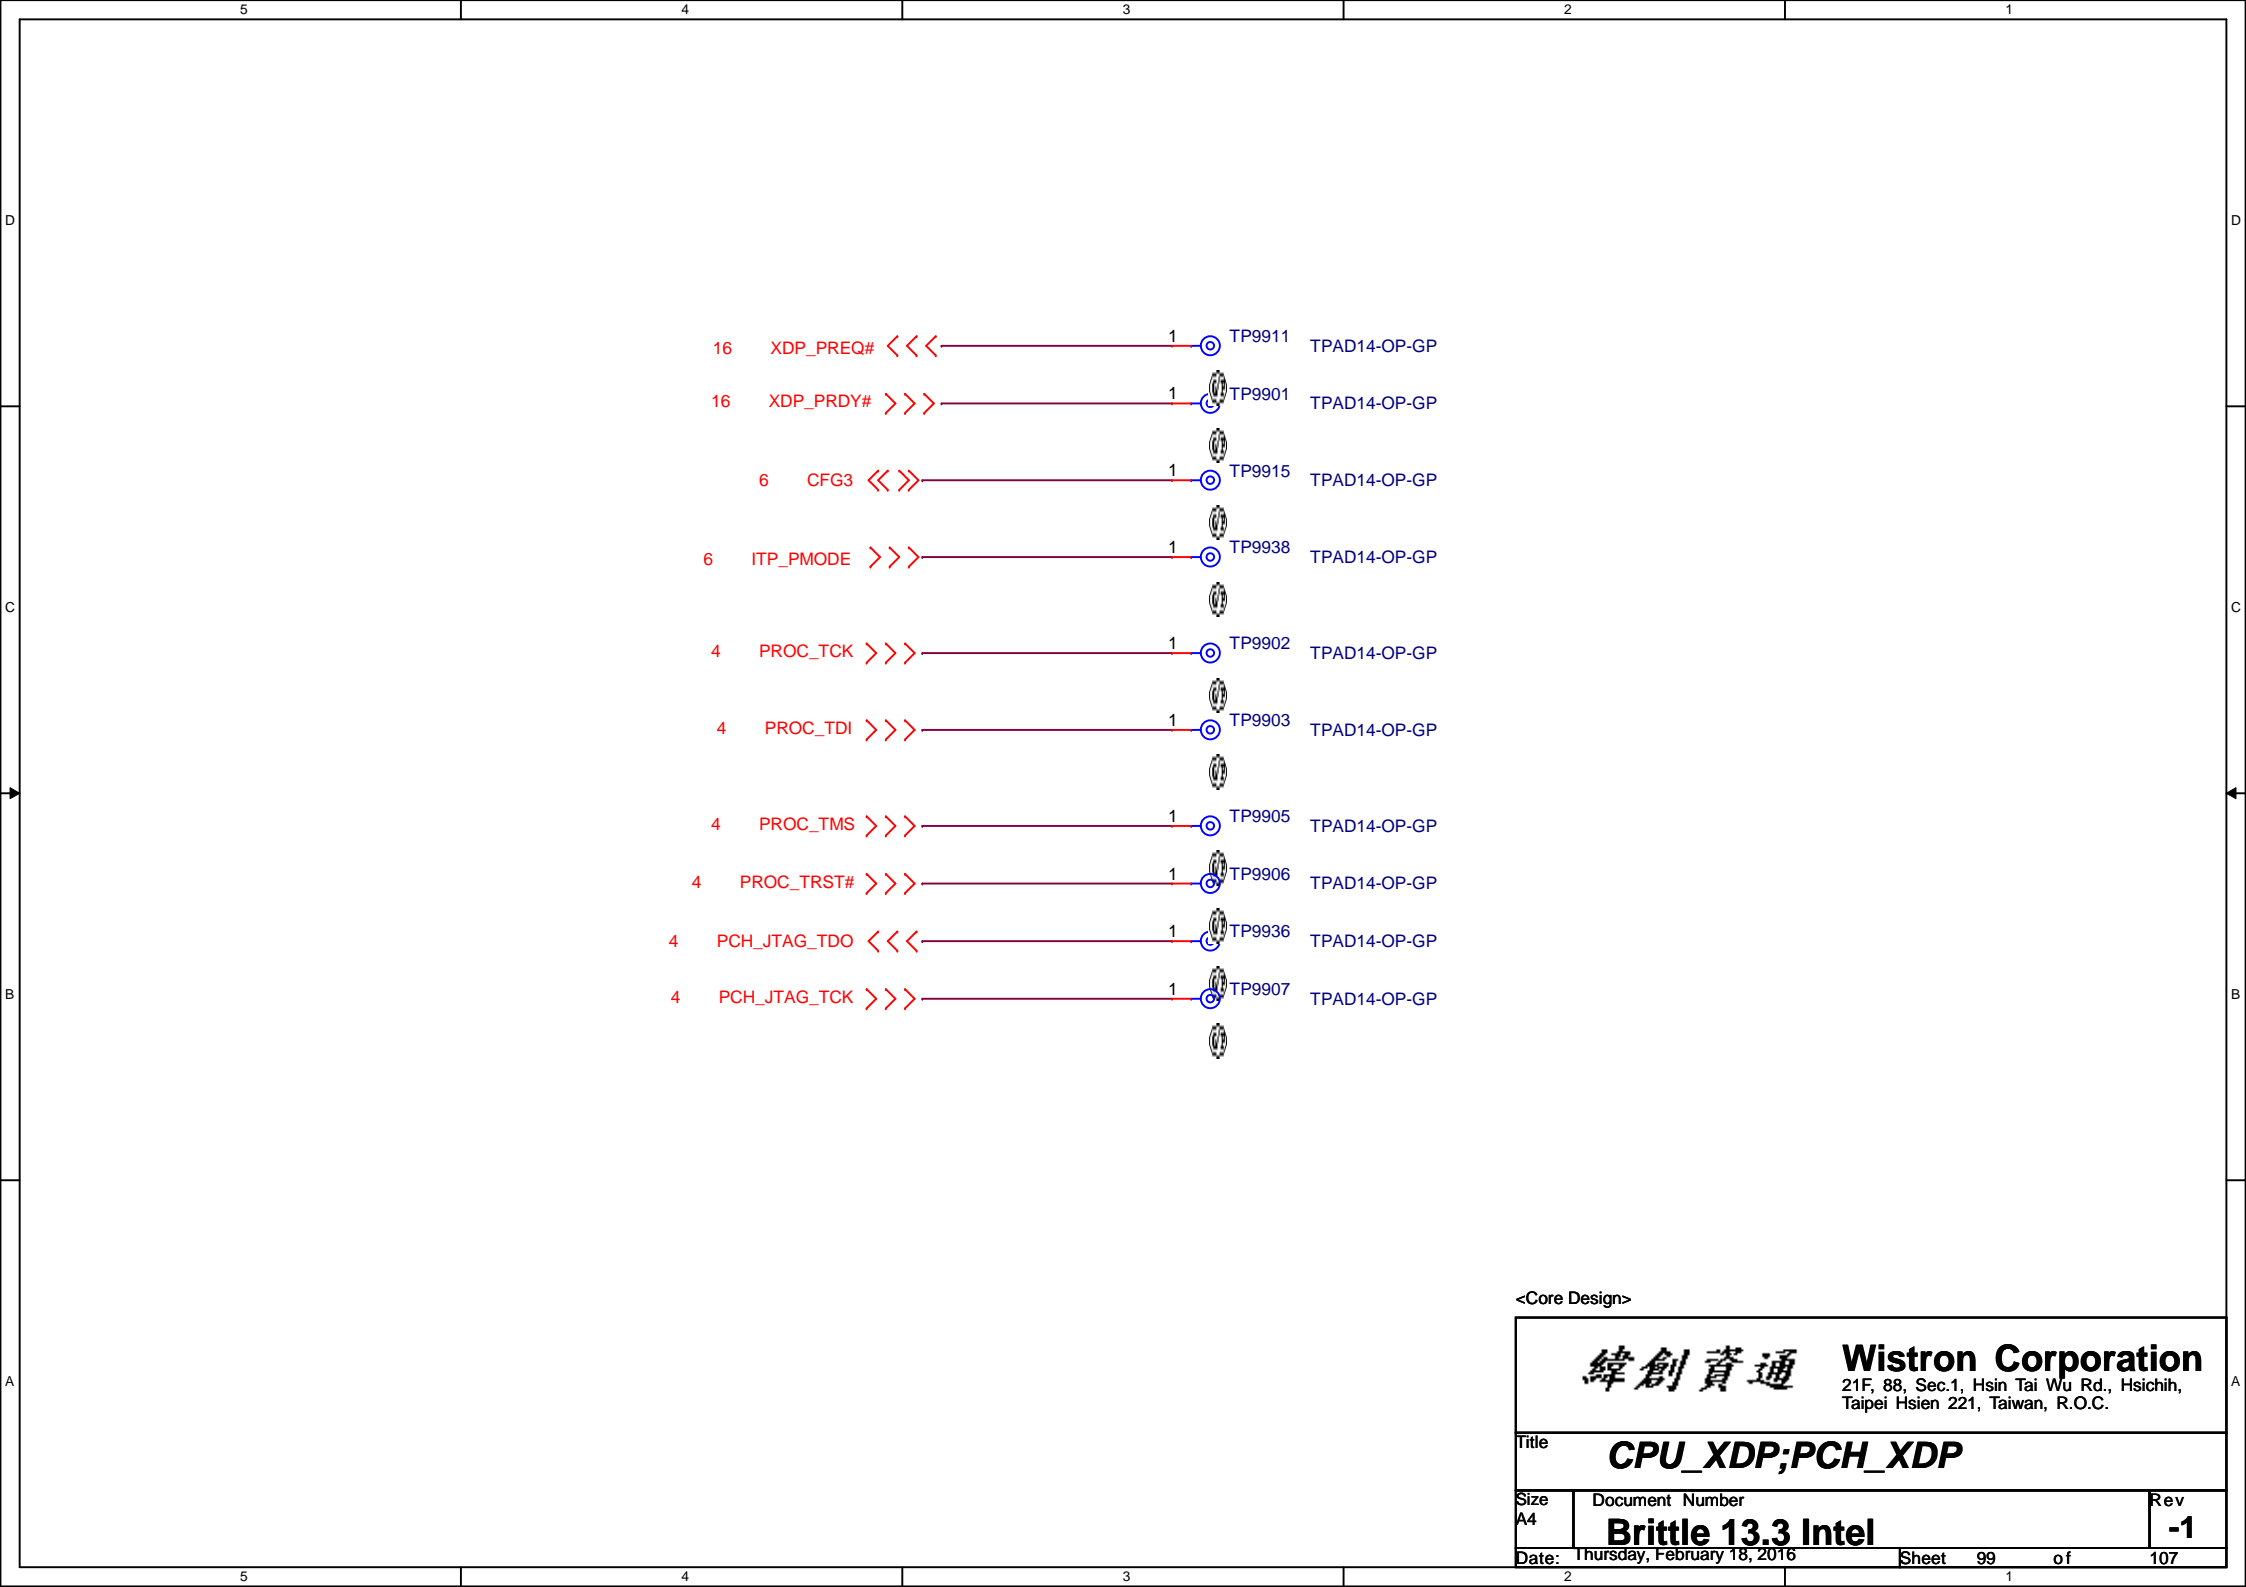 5 4 3 2 1
D D
16 XDP_PREQ# 1 TP9911 TPAD14-OP-GP
16 XDP_PRDY# 1 TP9901 TPAD14-OP-GP
6 CFG3 1 TP9915 TPAD14-OP-GP
6 ITP_PMODE 1 TP9938 TPAD14-OP-GP
C C
4 PROC_TCK 1 TP9902 TPAD14-OP-GP
4 PROC_TDI 1 TP9903 TPAD14-OP-GP
4 PROC_TMS 1 TP9905 TPAD14-OP-GP
4 PROC_TRST# 1 TP9906 TPAD14-OP-GP
4 PCH_JTAG_TDO 1 TP9936 TPAD14-OP-GP
4 PCH_JTAG_TCK 1 TP9907 TPAD14-OP-GP
B B
<Core Design>
緯創資通 Wistron Corporation
21F, 88, Sec.1, Hsin Tai Wu Rd., Hsichih,
Taipei Hsien 221, Taiwan, R.O.C.
A A
Title
CPU_XDP;PCH_XDP
Size Document Number Rev
A4 Brittle 13.3 Intel -1
Date: Thursday, February 18, 2016 Sheet 99 of 107
5 4 3 2 1